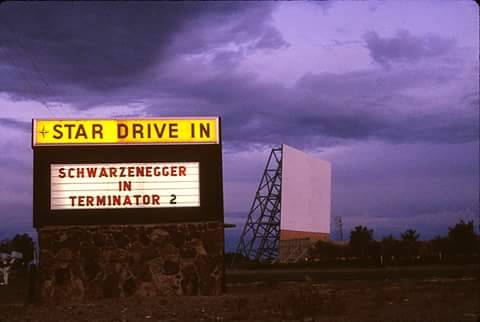 STAR DRIVE IN
SCHWARZENEGGER
IN
TERMINATOR 2